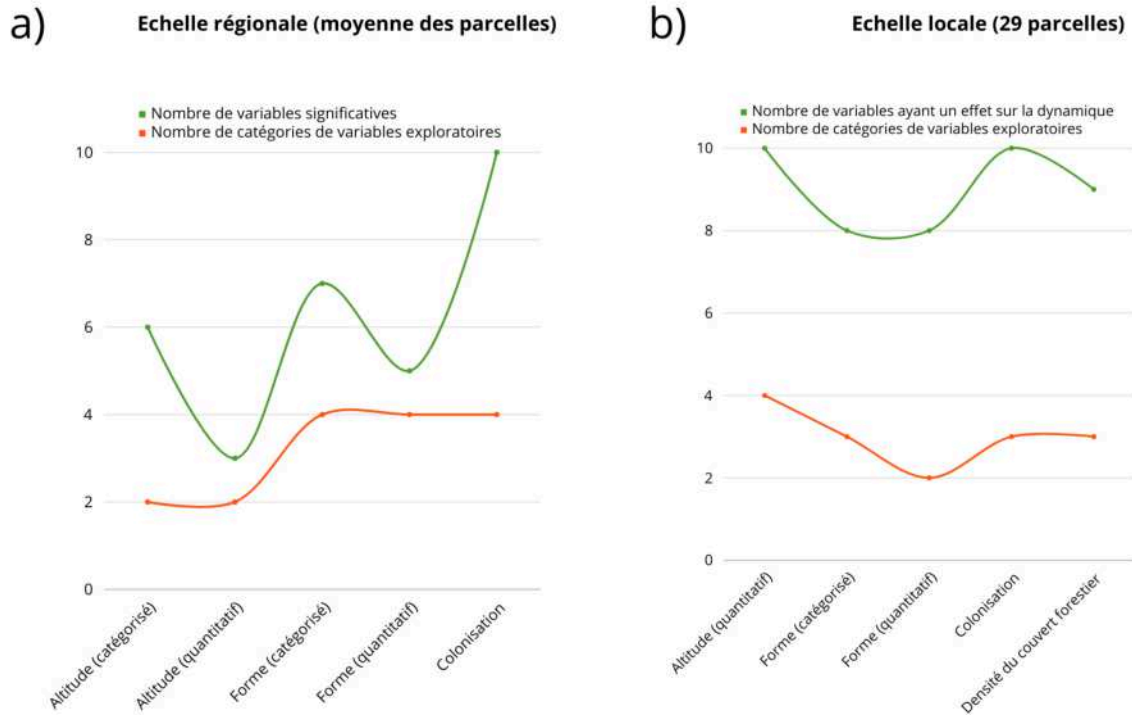 a)
Echelle régionale (moyenne des parcelles)
Nombre de variables significatives
Nombre de catégories de variables exploratoires
10
8
6
4
2
0
Altitude (catégorisé)
Altitude (quantitatif)
Forme (catégorisé)
Forme (quantitatif)
Colonisation
b)
Echelle locale (29 parcelles)
Nombre de variables ayant un effet sur la dynamique
Nombre de catégories de variables exploratoires
10
8
6
4
2
0
Altitude (quantitatif)
Forme (catégorisé)
Forme (quantitatif)
Colonisation
Densité du couvert forestier